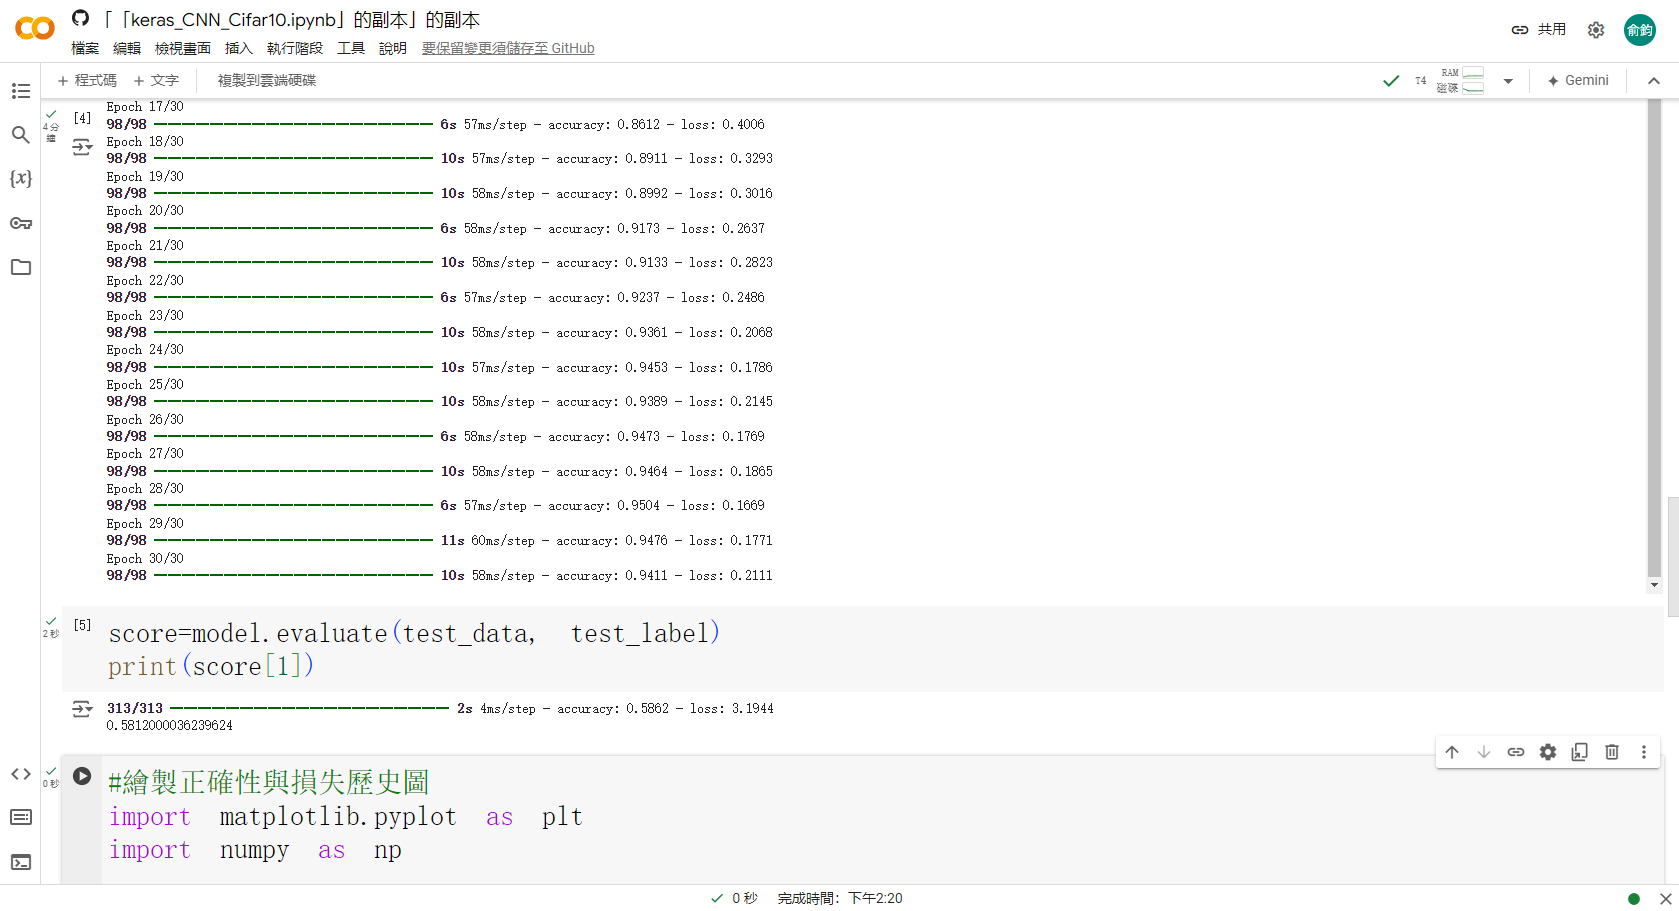 「「keras_CNN_Cifar10.ipynb」的副本」的副本
檔案 編輯 檢視畫面 插入 執行階段 工具 說明 要保留變更須儲存至 GitHub
共用
俞鈞
+ 程式碼 + 文字 複製到雲端硬碟
T4 RAM 磁碟
Gemini
4 分鐘
[4]
Epoch 17/30
98/98 6s 57ms/step - accuracy: 0.8612 - loss: 0.4006
Epoch 18/30
98/98 10s 57ms/step - accuracy: 0.8911 - loss: 0.3293
Epoch 19/30
98/98 10s 58ms/step - accuracy: 0.8992 - loss: 0.3016
Epoch 20/30
98/98 6s 58ms/step - accuracy: 0.9173 - loss: 0.2637
Epoch 21/30
98/98 10s 58ms/step - accuracy: 0.9133 - loss: 0.2823
Epoch 22/30
98/98 6s 57ms/step - accuracy: 0.9237 - loss: 0.2486
Epoch 23/30
98/98 10s 58ms/step - accuracy: 0.9361 - loss: 0.2068
Epoch 24/30
98/98 10s 57ms/step - accuracy: 0.9453 - loss: 0.1786
Epoch 25/30
98/98 10s 58ms/step - accuracy: 0.9389 - loss: 0.2145
Epoch 26/30
98/98 6s 58ms/step - accuracy: 0.9473 - loss: 0.1769
Epoch 27/30
98/98 10s 58ms/step - accuracy: 0.9464 - loss: 0.1865
Epoch 28/30
98/98 6s 57ms/step - accuracy: 0.9504 - loss: 0.1669
Epoch 29/30
98/98 11s 60ms/step - accuracy: 0.9476 - loss: 0.1771
Epoch 30/30
98/98 10s 58ms/step - accuracy: 0.9411 - loss: 0.2111
2 秒
[5]
score=model.evaluate(test_data, test_label)
print(score[1])
313/313 2s 4ms/step - accuracy: 0.5862 - loss: 3.1944
0.5812000036239624
0 秒
#繪製正確性與損失歷史圖
import matplotlib.pyplot as plt
import numpy as np
0 秒 完成時間: 下午2:20